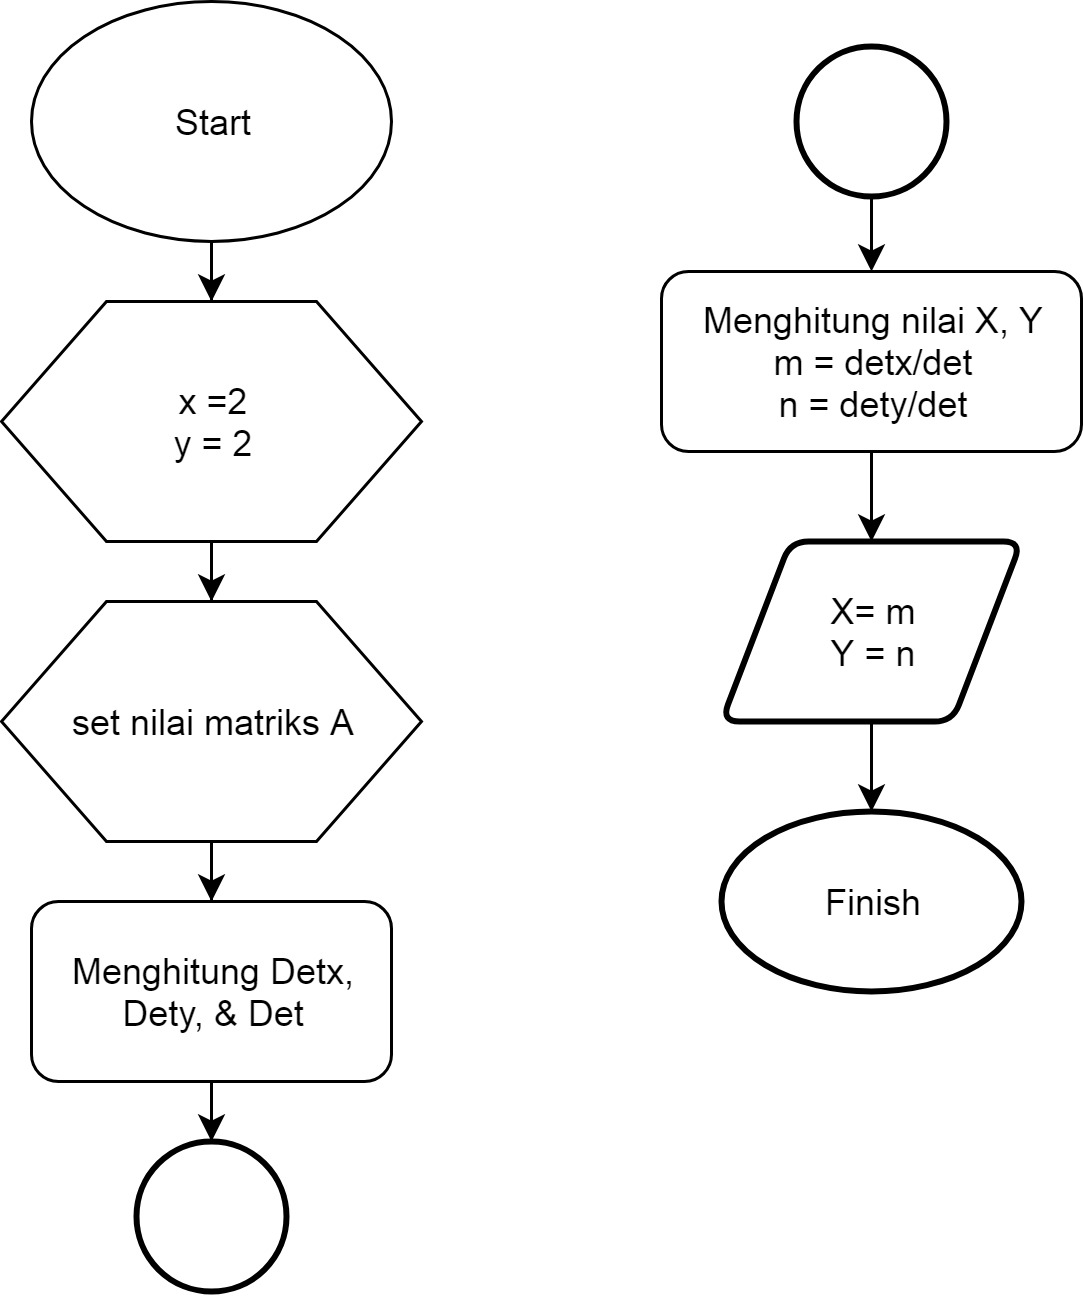 Start
x =2
y = 2
set nilai matriks A
Menghitung Detx,
Dety, & Det
Menghitung nilai X, Y
m = detx/det
n = dety/det
X= m
Y = n
Finish